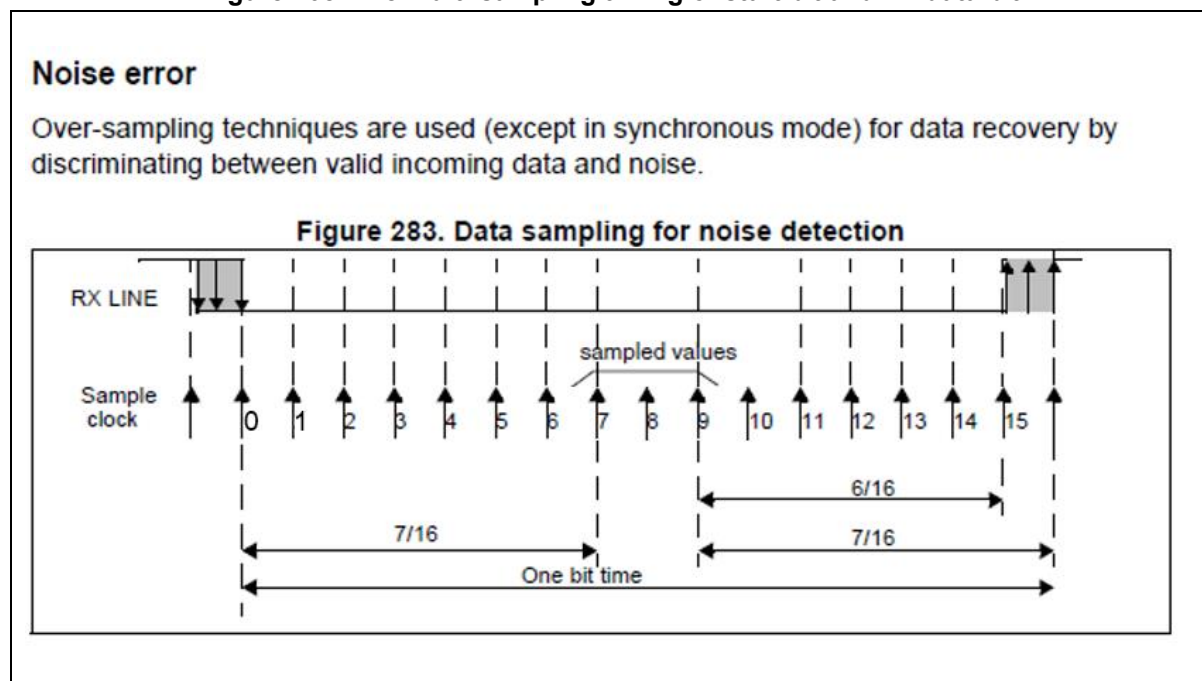 Noise error
Over-sampling techniques are used (except in synchronous mode) for data recovery by
discriminating between valid incoming data and noise.
Figure 283. Data sampling for noise detection
RX LINE
sampled values
Sample
clock
0 1 2 3 4 5 6 7 8 9 10 11 12 13 14 15
6/16
7/16 7/16
One bit time